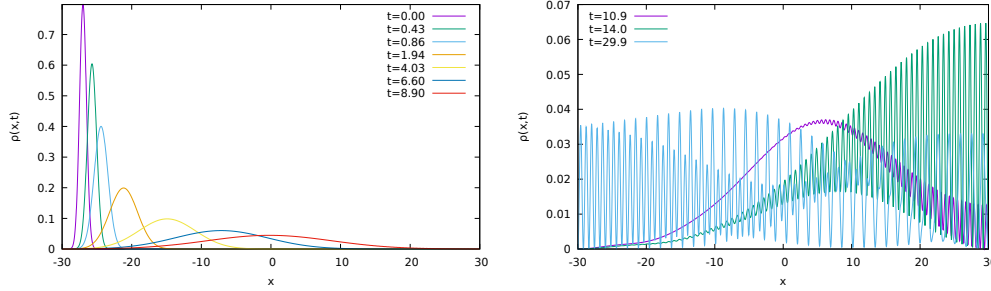 t=0.00
t=0.43
t=0.86
t=1.94
t=4.03
t=6.60
t=8.90
0.7
0.6
0.5
0.4
0.3
0.2
0.1
0
ρ(x,t)
-30 -20 -10 0 10 20 30
x
t=10.9
t=14.0
t=29.9
0.07
0.06
0.05
0.04
0.03
0.02
0.01
0
ρ(x,t)
-30 -20 -10 0 10 20 30
x